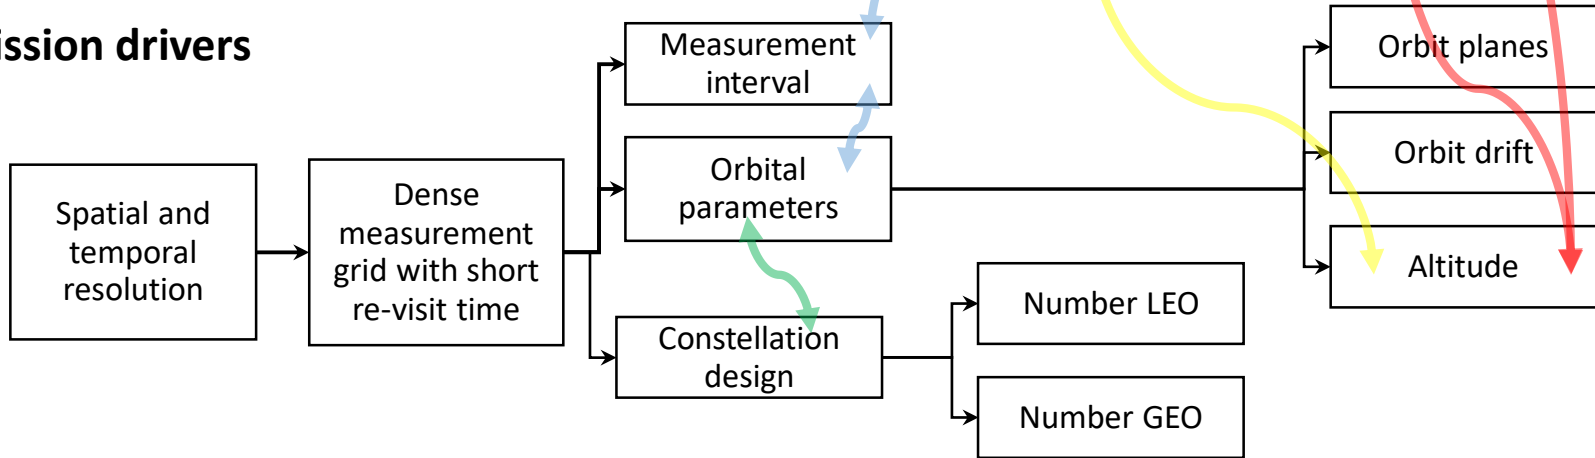 ission drivers
Spatial and
temporal
resolution
Dense
measurement
grid with short
re-visit time
Measurement
interval
Orbital
parameters
Constellation
design
Number LEO
Number GEO
Orbit planes
Orbit drift
Altitude